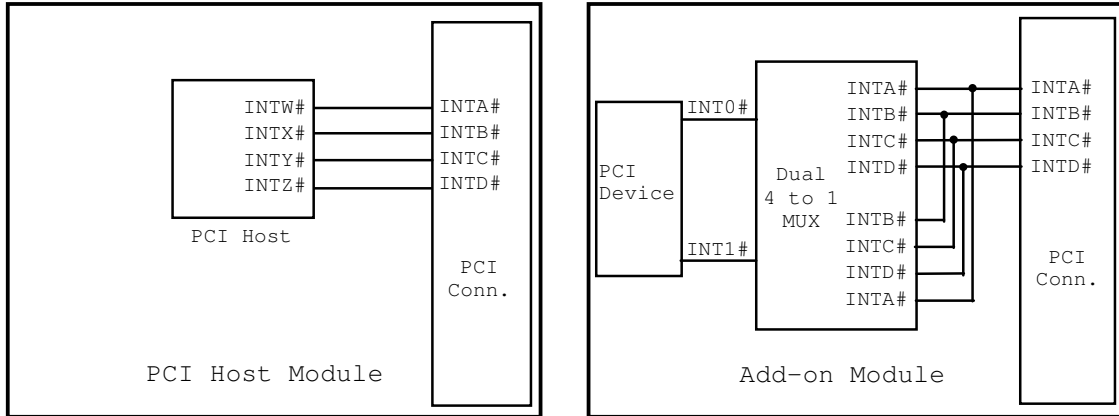 INTW#
INTX#
INTY#
INTZ#
PCI Host
INTA#
INTB#
INTC#
INTD#
PCI
Conn.
PCI Host Module
PCI
Device
INT0#
INT1#
Dual
4 to 1
MUX
INTA#
INTB#
INTC#
INTD#
INTB#
INTC#
INTD#
INTA#
INTA#
INTB#
INTC#
INTD#
PCI
Conn.
Add-on Module